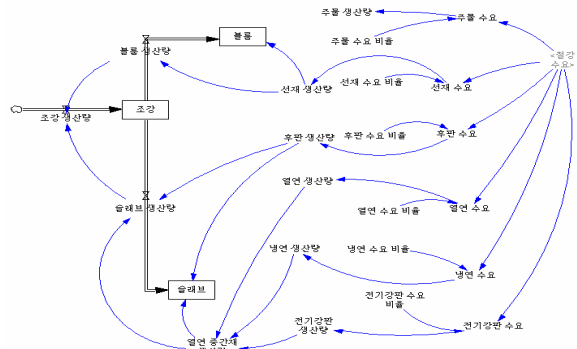 주물 생산량
주물 수요
블룸
주물 수요 비율
블룸 생산량
<철강
수요>
선재 수요 비율
선재 수요
선재 생산량
조강
조강 생산량
후판 생산량
후판 수요 비율
후판 수요
열연 생산량
슬래브 생산량
열연 수요 비율
열연 수요
냉연 생산량
냉연 수요 비율
냉연 수요
슬래브
전기강판 수요
비율
전기강판
생산량
전기강판 수요
열연 중간재